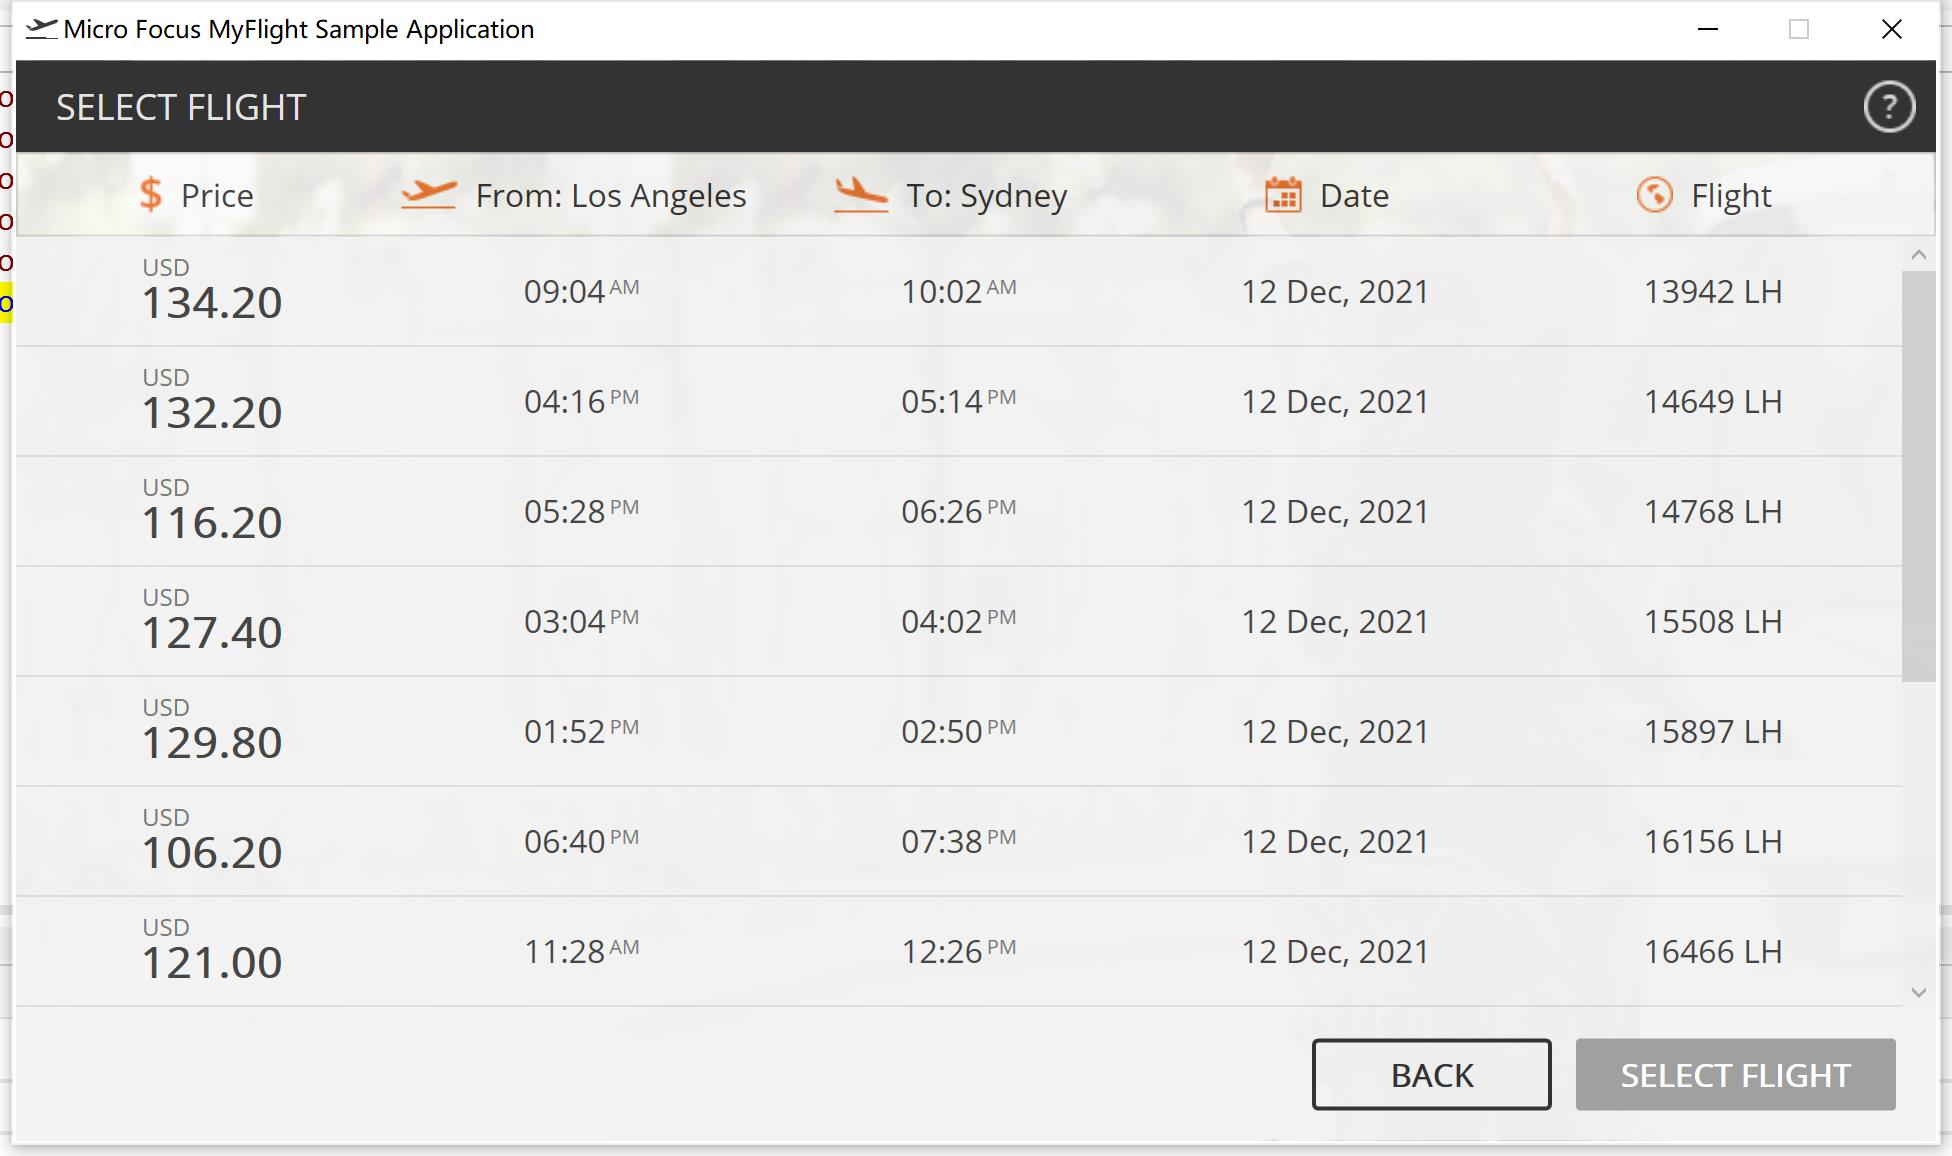 Micro Focus MyFlight Sample Application
SELECT FLIGHT
?
$ Price From: Los Angeles To: Sydney Date Flight
USD
134.20 09:04 AM 10:02 AM 12 Dec, 2021 13942 LH
USD
132.20 04:16 PM 05:14 PM 12 Dec, 2021 14649 LH
USD
116.20 05:28 PM 06:26 PM 12 Dec, 2021 14768 LH
USD
127.40 03:04 PM 04:02 PM 12 Dec, 2021 15508 LH
USD
129.80 01:52 PM 02:50 PM 12 Dec, 2021 15897 LH
USD
106.20 06:40 PM 07:38 PM 12 Dec, 2021 16156 LH
USD
121.00 11:28 AM 12:26 PM 12 Dec, 2021 16466 LH
BACK SELECT FLIGHT